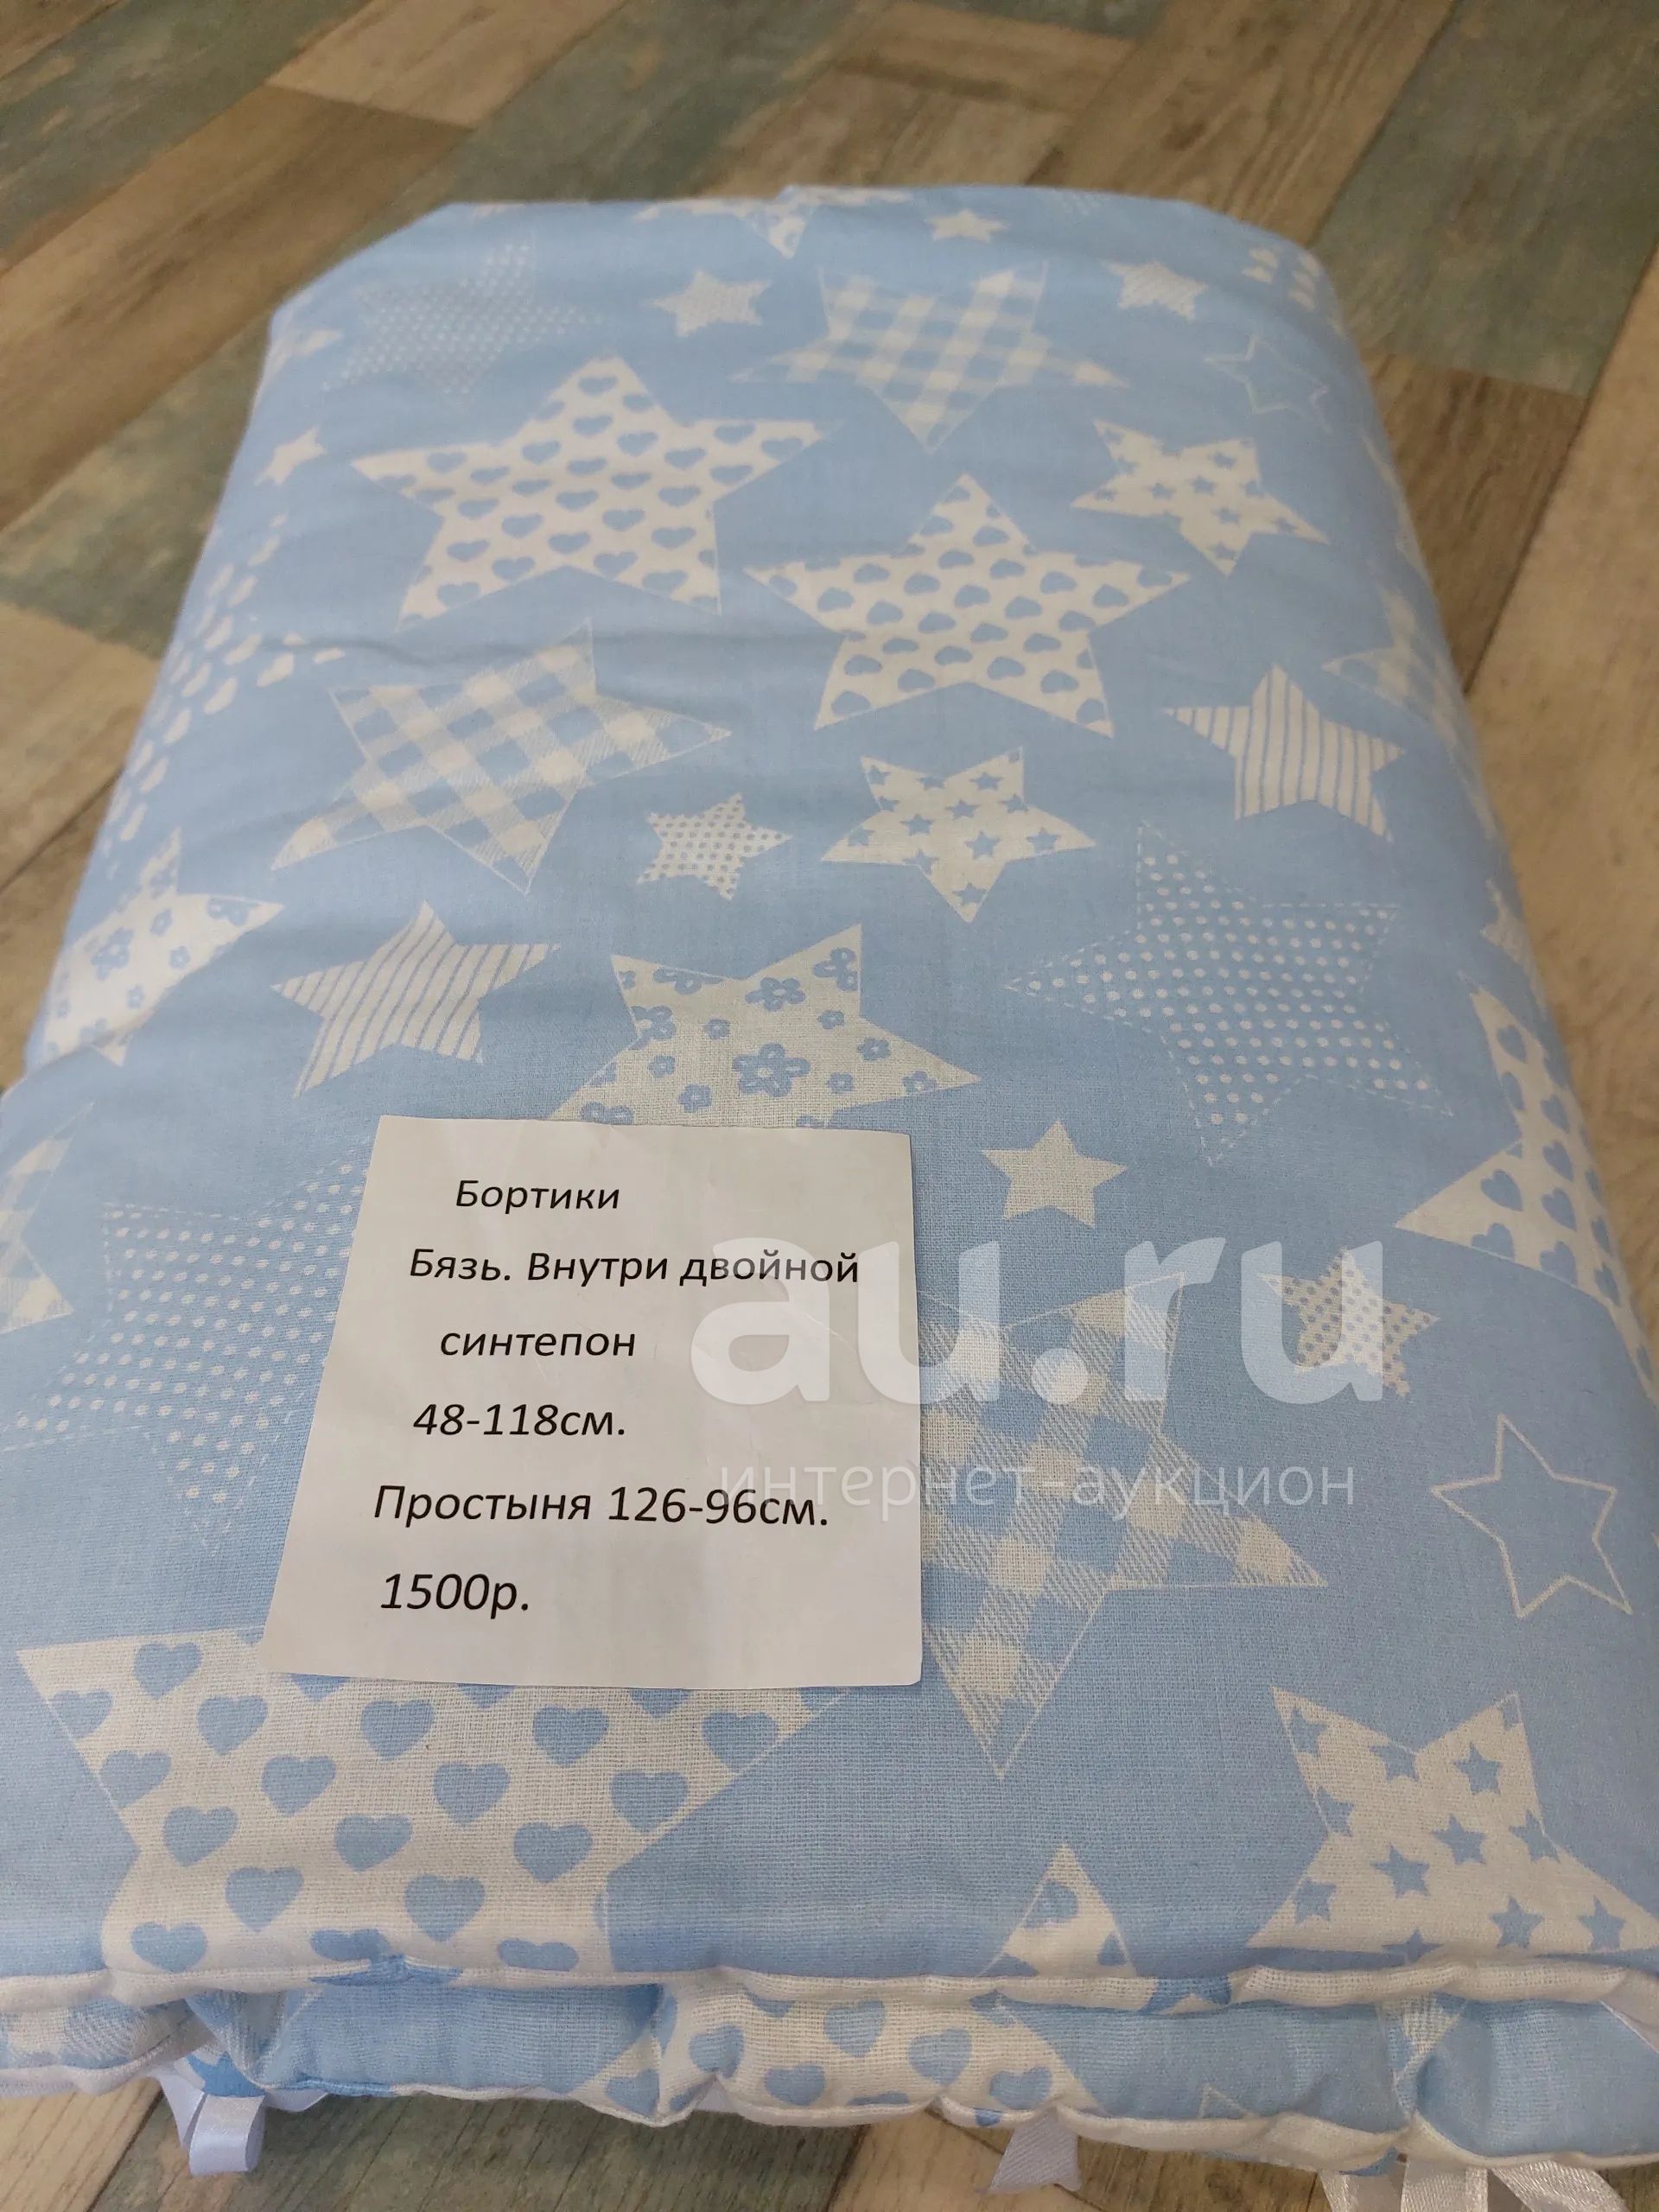 Бортики
Бязь. Внутри двойной
синтепон
48-118см.
Простыня 126-96см.
1500р.
au.ru
интернет-аукцион